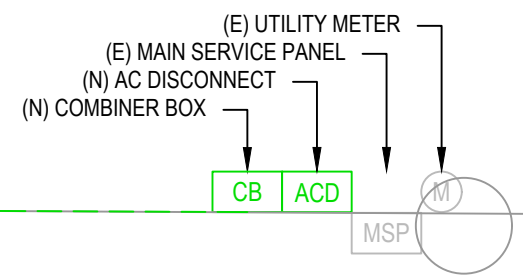 (E) UTILITY METER
(E) MAIN SERVICE PANEL
(N) AC DISCONNECT
(N) COMBINER BOX
CB ACD M
MSP